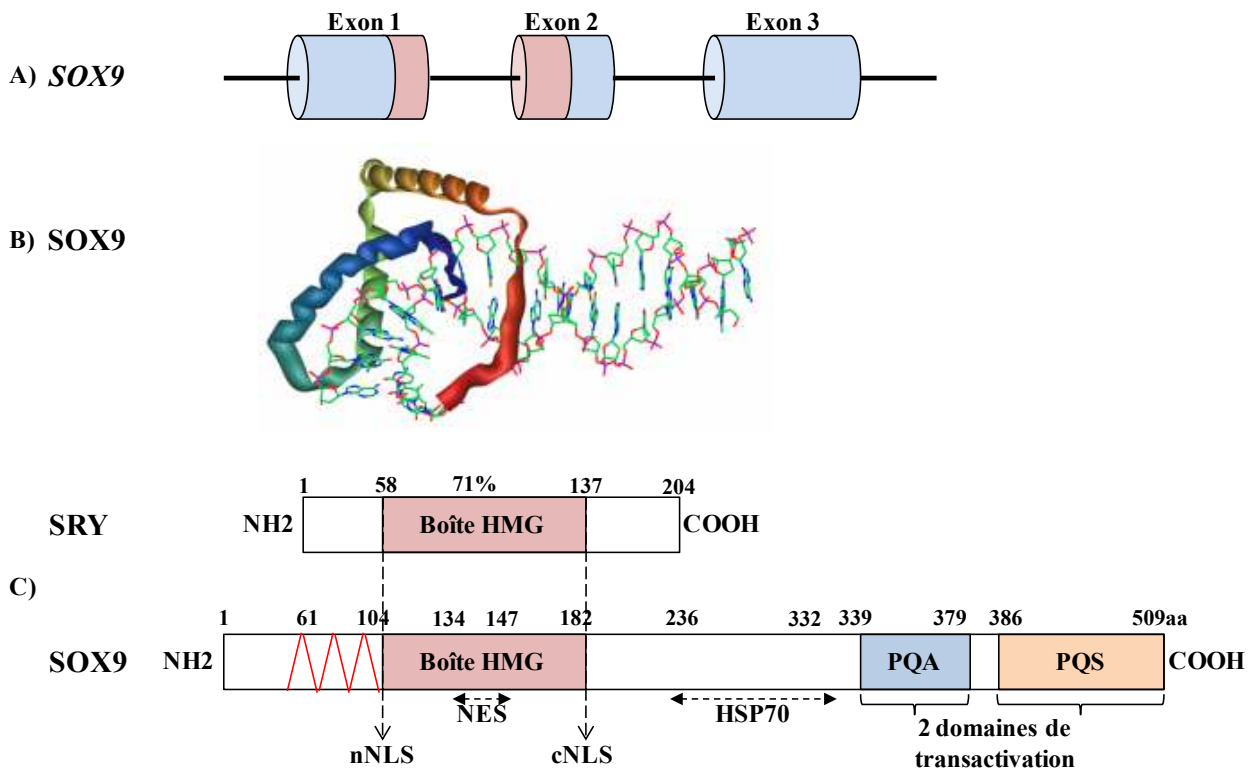 Exon 1 Exon 2 Exon 3
A) SOX9
B) SOX9
1 58 71% 137 204
SRY NH2 Boîte HMG COOH
C)
1 61 104 134 147 182 236 332 339 379 386 509aa
SOX9 NH2 Boîte HMG PQA PQS COOH
NES HSP70
nNLS cNLS 2 domaines de
transactivation